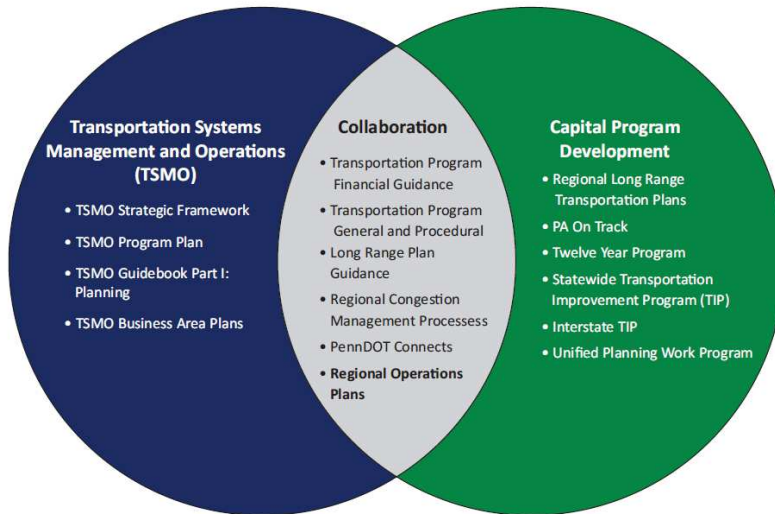 Transportation Systems
Management and Operations
(TSMO)
• TSMO Strategic Framework
• TSMO Program Plan
• TSMO Guidebook Part I:
Planning
• TSMO Business Area Plans
Collaboration
• Transportation Program
Financial Guidance
• Transportation Program
General and Procedural
• Long Range Plan
Guidance
• Regional Congestion
Management Processess
• PennDOT Connects
• Regional Operations
Plans
Capital Program
Development
• Regional Long Range
Transportation Plans
• PA On Track
• Twelve Year Program
• Statewide Transportation
Improvement Program (TIP)
• Interstate TIP
• Unified Planning Work Program